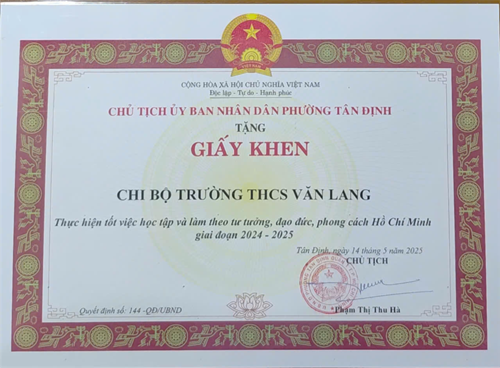 CỘNG HÒA XÃ HỘI CHỦ NGHĨA VIỆT NAM
Độc lập - Tự do - Hạnh phúc
CHỦ TỊCH ỦY BAN NHÂN DÂN PHƯỜNG TÂN ĐỊNH
TẶNG
GIẤY KHEN
CHI BỘ TRƯỜNG THCS VĂN LANG
Thực hiện tốt việc học tập và làm theo tư tưởng, đạo đức, phong cách Hồ Chí Minh
giai đoạn 2024 - 2025
Tân Định, ngày 14 tháng 5 năm 2025
CHỦ TỊCH
Quyết định số: 144 -QĐ/UBND
Phạm Thị Thu Hà